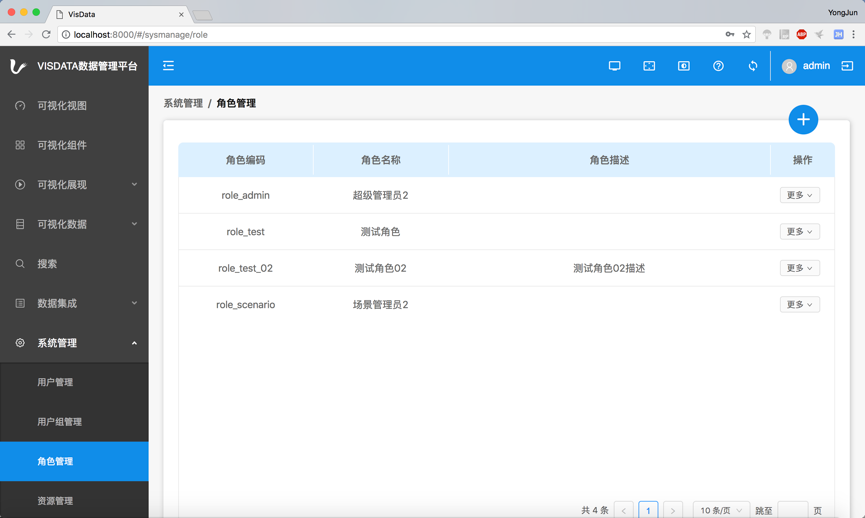 VisData
YongJun
localhost:8000/#/sysmanage/role
ABP
JH
VISDATA数据管理平台
admin
可视化视图
可视化组件
可视化展现
可视化数据
搜索
数据集成
系统管理
用户管理
用户组管理
角色管理
资源管理
系统管理 / 角色管理
角色编码 角色名称 角色描述 操作
role_admin 超级管理员2 更多
role_test 测试角色 更多
role_test_02 测试角色02 测试角色02描述 更多
role_scenario 场景管理员2 更多
共 4 条 < 1 > 10 条/页 跳至 页